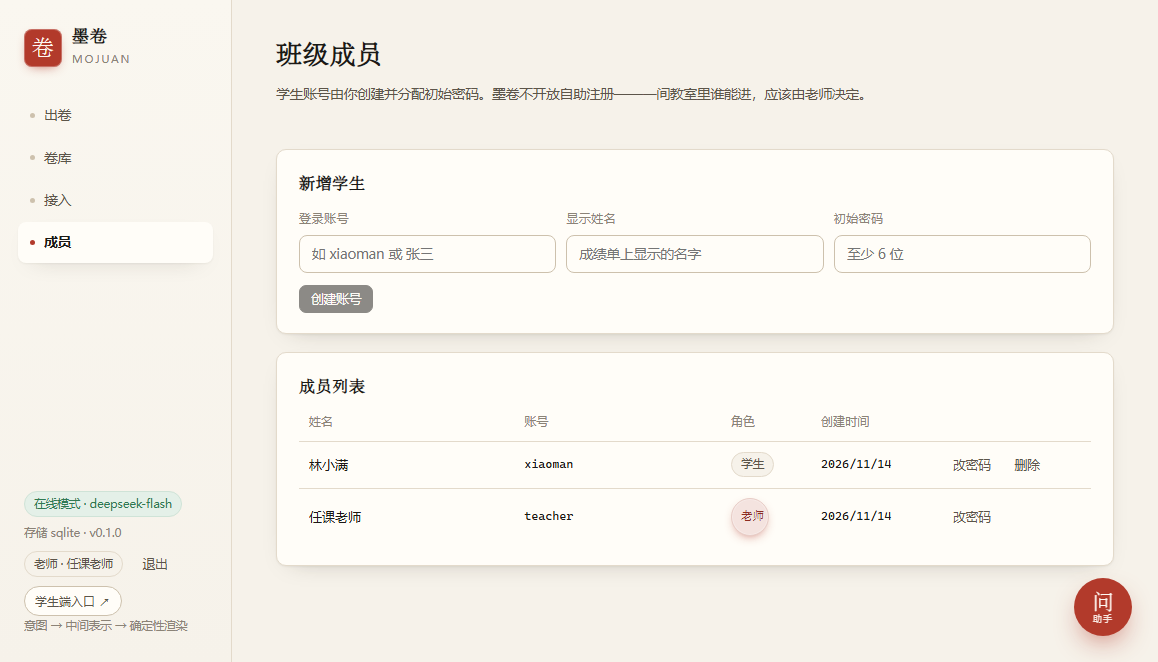 卷
墨卷
MOJUAN
出卷
卷库
接入
成员
在线模式 · deepseek-flash
存储 sqlite · v0.1.0
老师 · 任课老师 退出
学生端入口 ↗
意图 → 中间表示 → 确定性渲染
班级成员
学生账号由你创建并分配初始密码。墨卷不开放自助注册——一间教室里谁能进，应该由老师决定。
新增学生
登录账号 显示姓名 初始密码
如 xiaoman 或 张三 成绩单上显示的名字 至少 6 位
创建账号
成员列表
姓名 账号 角色 创建时间
林小满 xiaoman 学生 2026/11/14 改密码 删除
任课老师 teacher 老师 2026/11/14 改密码
问
助手